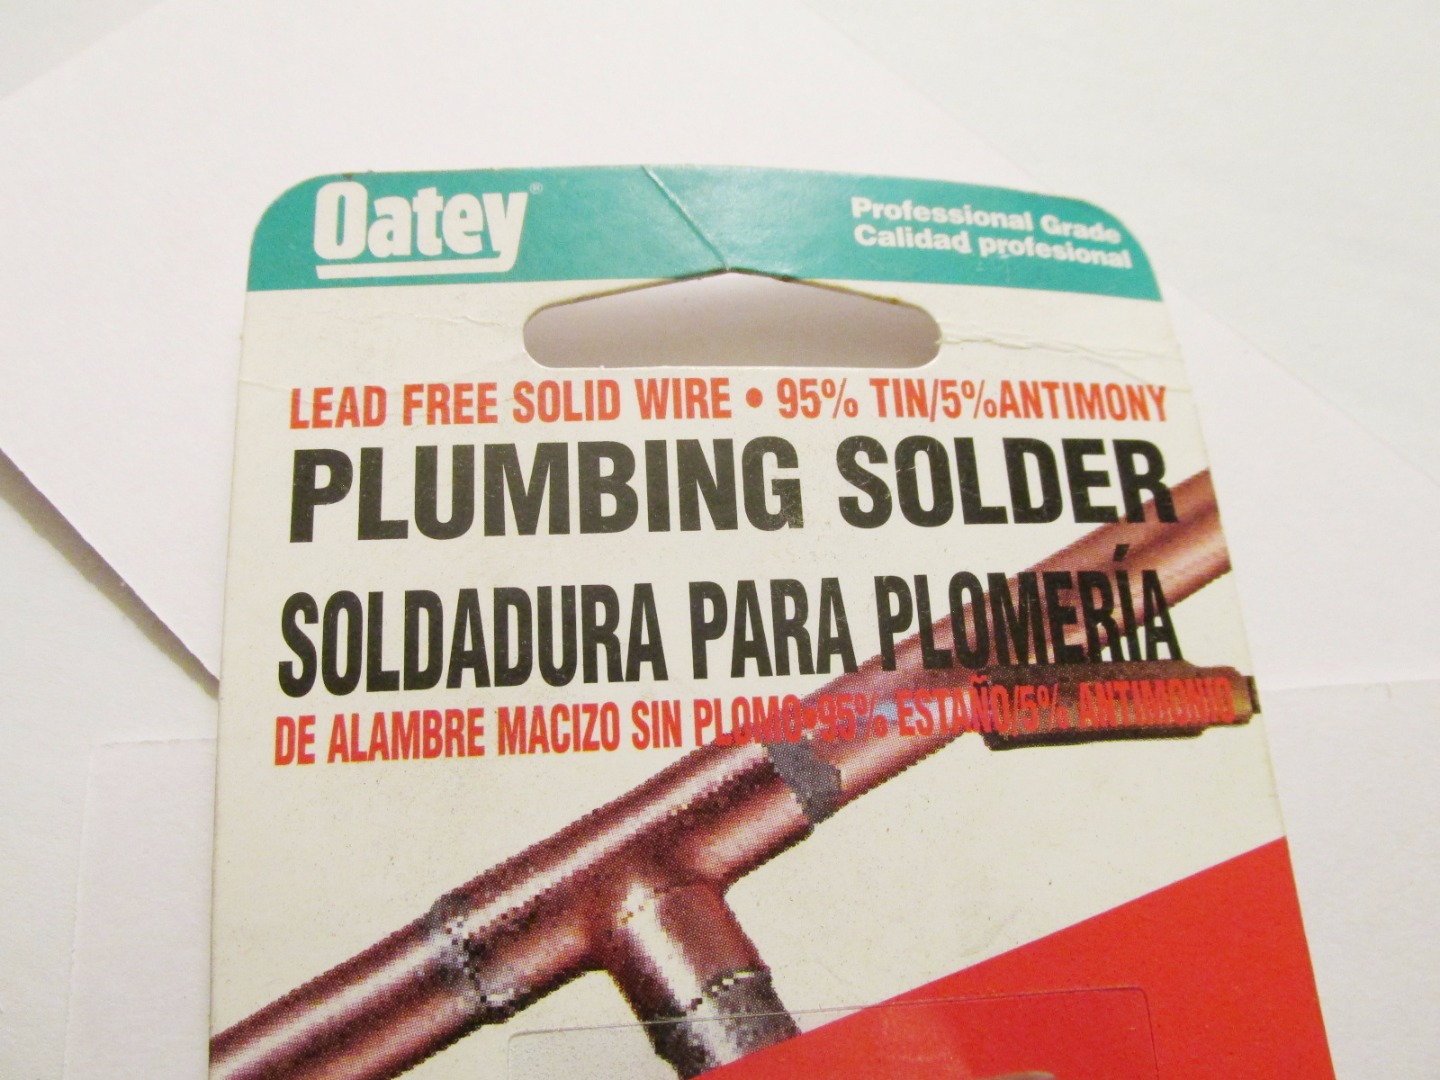 Oatey®
Professional Grade
Calidad profesional
LEAD FREE SOLID WIRE • 95% TIN/5%ANTIMONY
PLUMBING SOLDER
SOLDADURA PARA PLOMERÍA
DE ALAMBRE MACIZO SIN PLOMO•95% ESTAÑO/5% ANTIMONIO